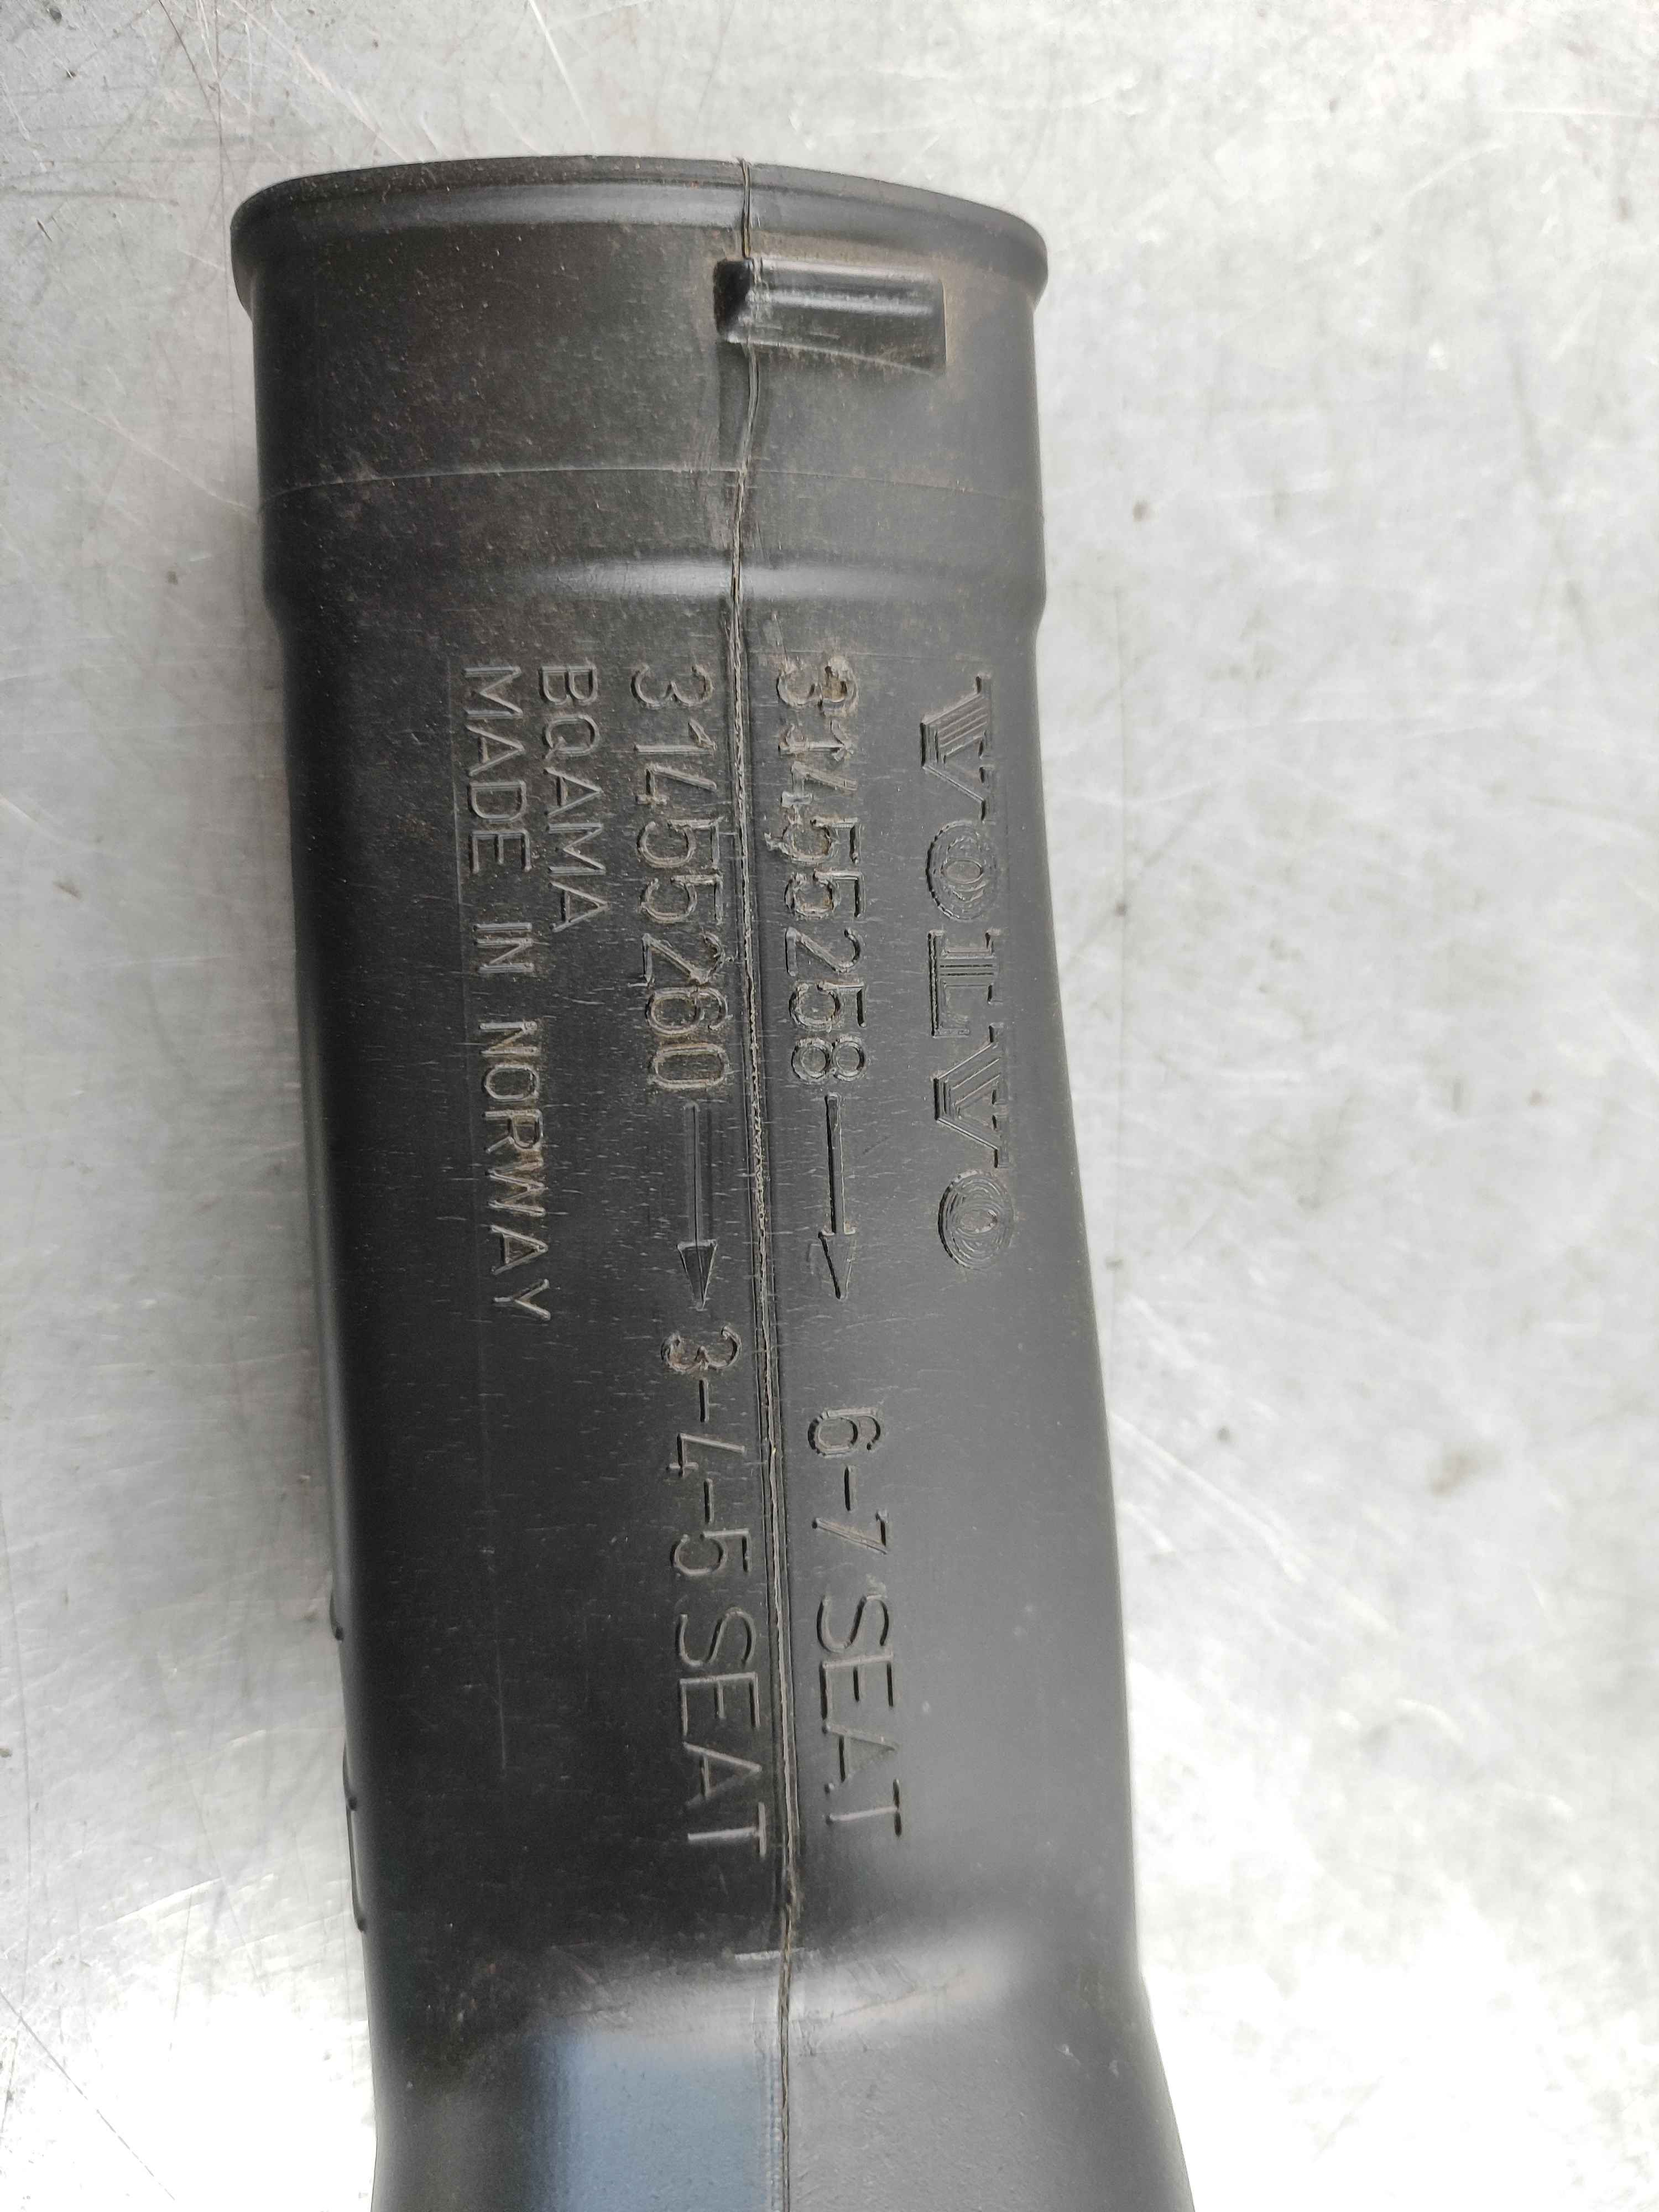 VOLVO
31455258→ 6-7 SEAT
31455260→ 3-4-5 SEAT
BQAMA
MADE IN NORWAY